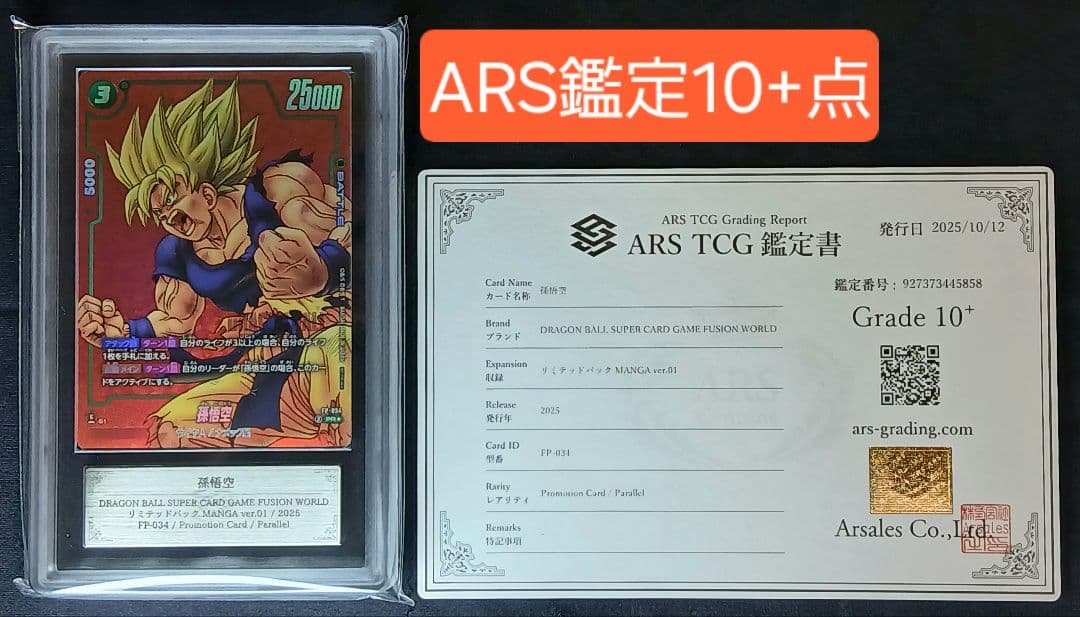 ARS鑑定10+点
3
25000
5000
BATTLE
アタック時 ターン1回 自分のライフが3以上の場合、自分のライフ
1枚を手札に加える。
起動メイン ターン1回 自分のリーダーが「孫悟空」の場合、このカー
ドをアクティブにする。
孫悟空
FP-034
G1
孫悟空
DRAGON BALL SUPER CARD GAME FUSION WORLD
リミテッドパック MANGA ver.01 / 2025
FP-034 / Promotion Card / Parallel
ARS TCG Grading Report
ARS TCG 鑑定書
発行日 2025/10/12
鑑定番号 : 927373445858
Grade 10+
ars-grading.com
Arsales Co.,Ltd.
Card Name
カード名称 孫悟空
Brand
ブランド DRAGON BALL SUPER CARD GAME FUSION WORLD
Expansion
収録 リミテッドパック MANGA ver.01
Release
発行年 2025
Card ID
型番 FP-034
Rarity
レアリティ Promotion Card / Parallel
Remarks
特記事項 -